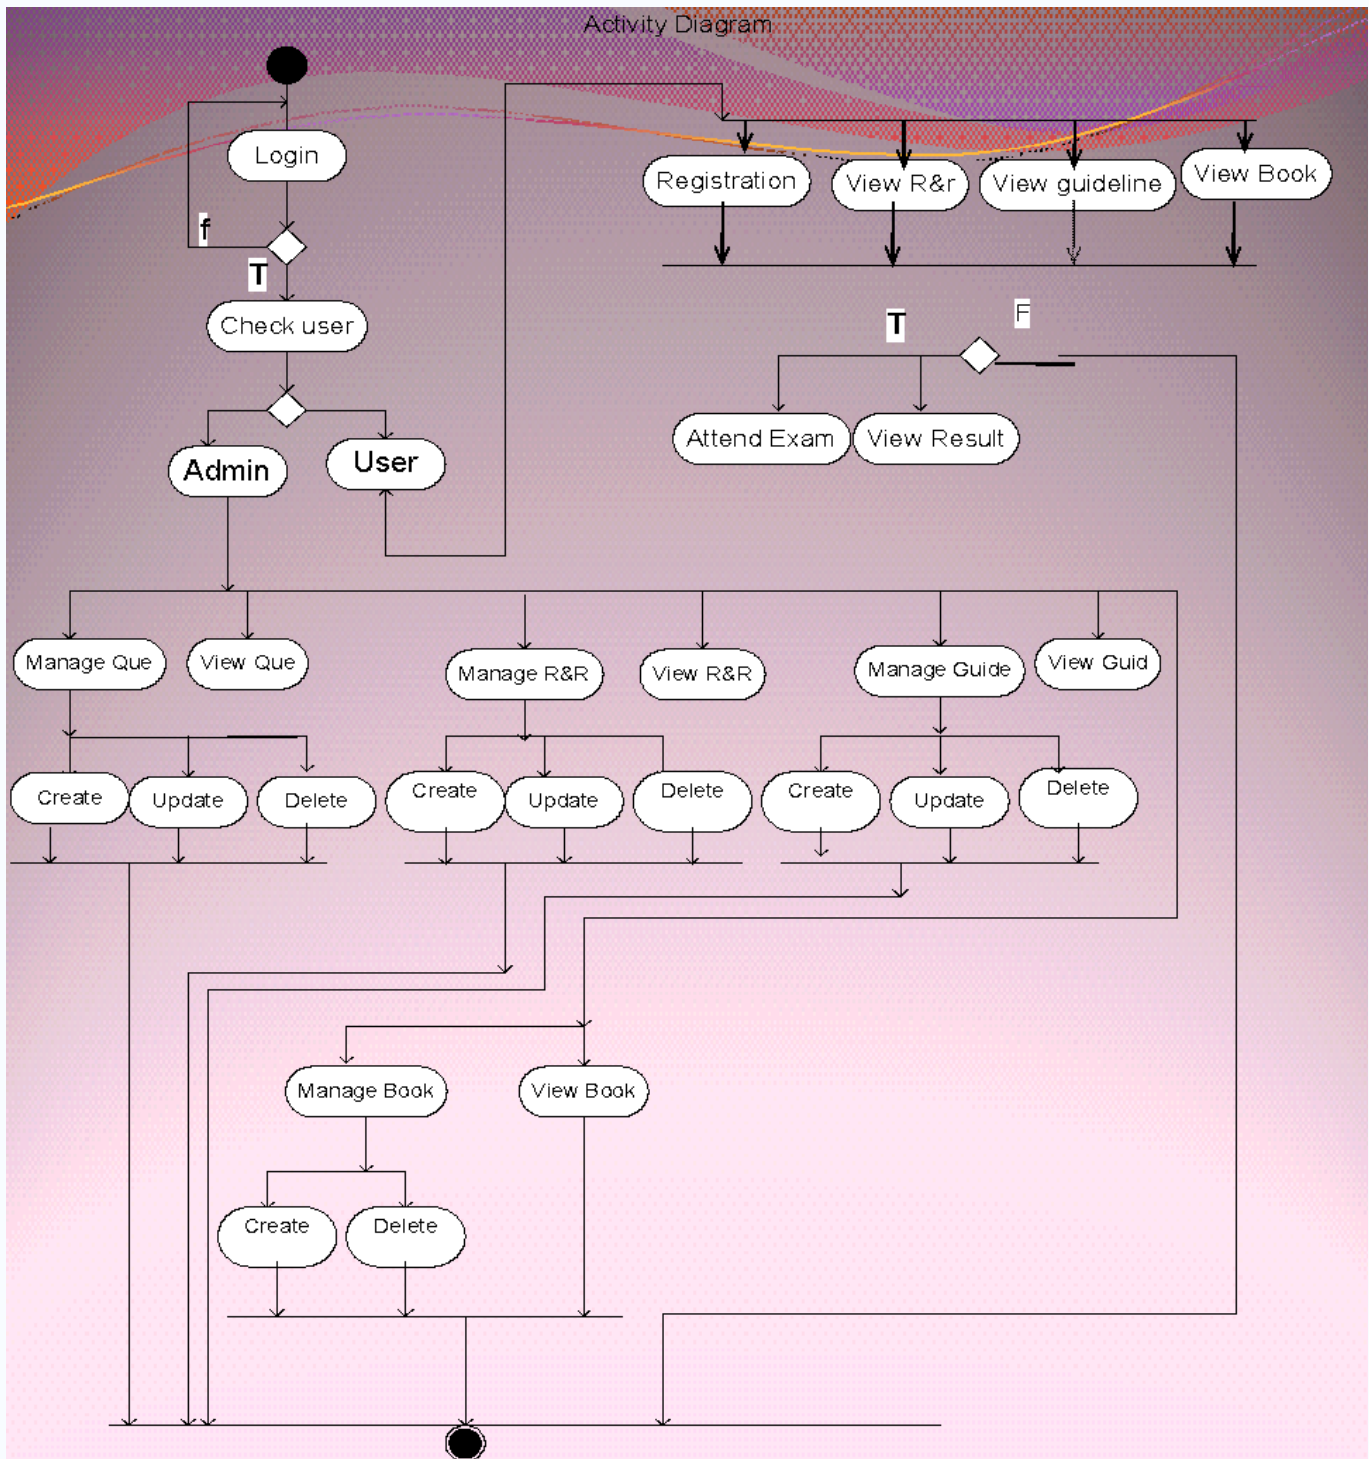 Activity Diagram
Login
f
T
Check user
Admin
User
Registration
View R&r
View guideline
View Book
T
F
Attend Exam
View Result
Manage Que
View Que
Manage R&R
View R&R
Manage Guide
View Guid
Create
Update
Delete
Create
Update
Delete
Create
Update
Delete
Manage Book
View Book
Create
Delete